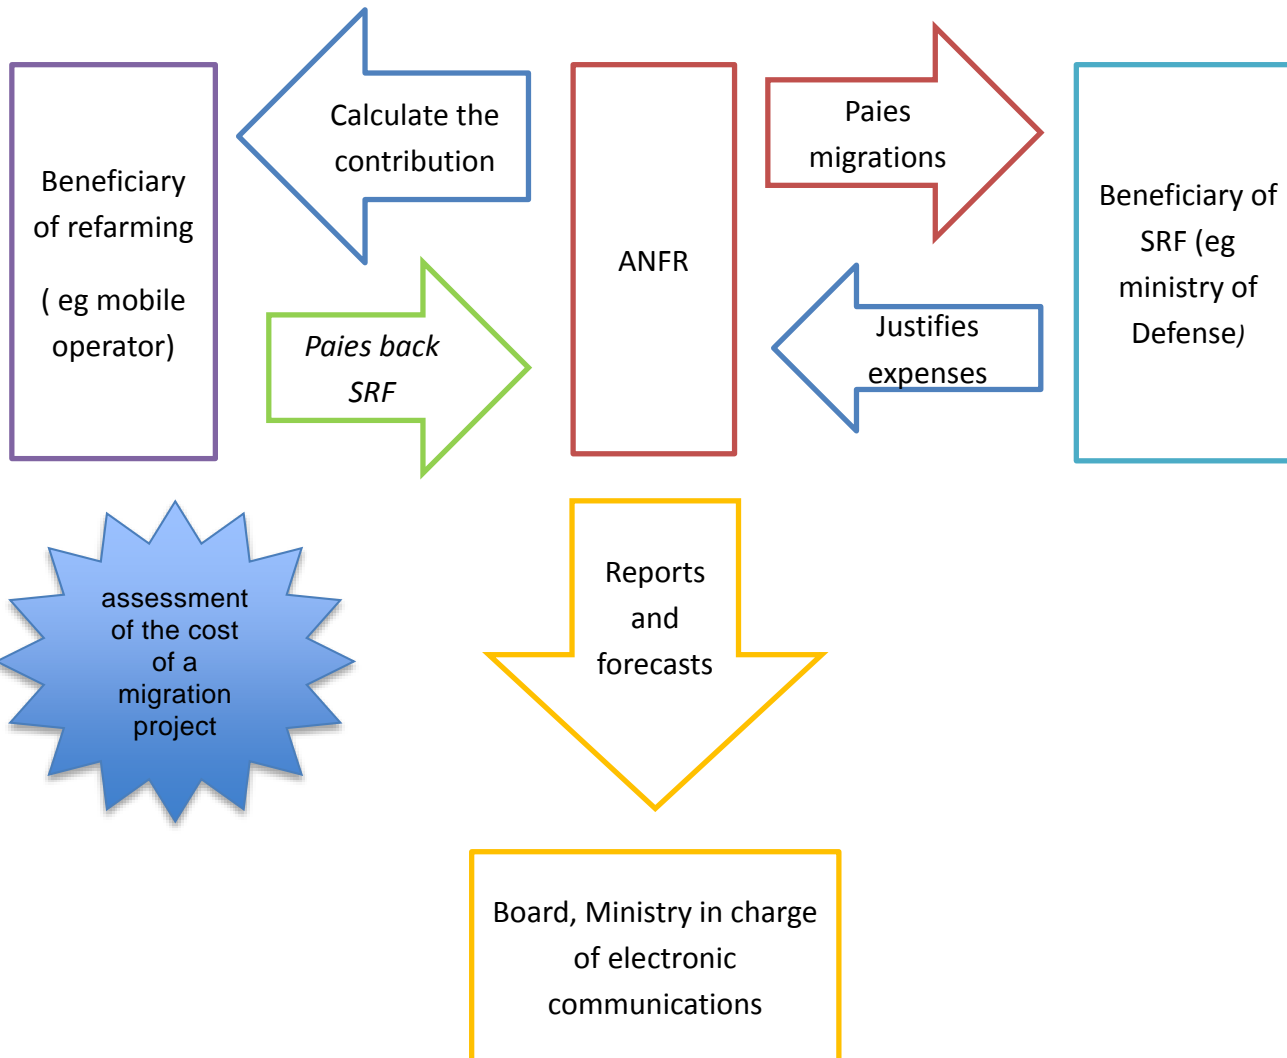 Calculate the
contribution
Paies
migrations
Beneficiary
of refarming
( eg mobile
operator)
ANFR
Beneficiary of
SRF (eg
ministry of
Defense)
Paies back
SRF
Justifies
expenses
assessment
of the cost
of a
migration
project
Reports
and
forecasts
Board, Ministry in charge
of electronic
communications